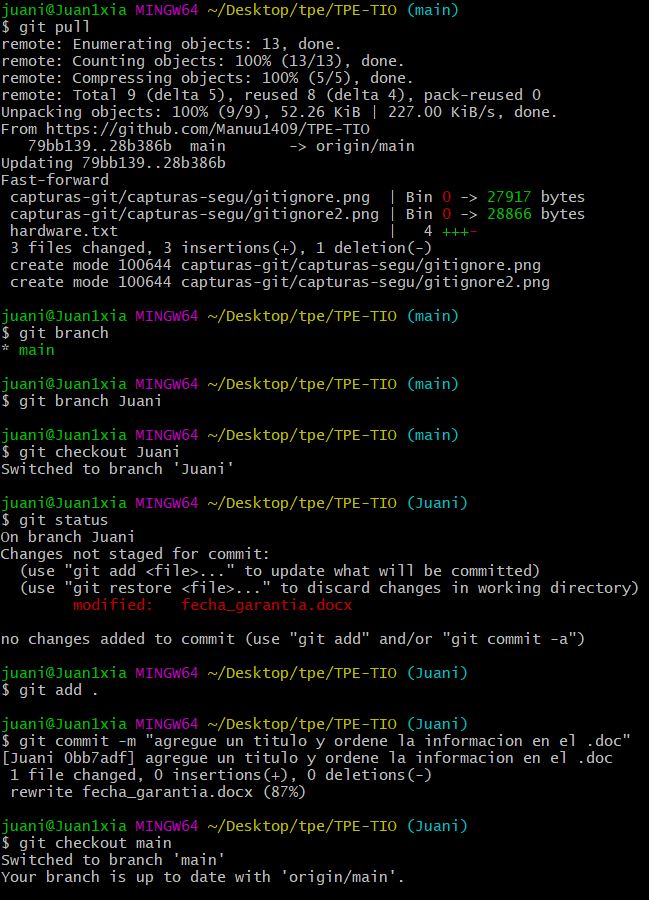 juani@Juan1xia MINGW64 ~/Desktop/tpe/TPE-TIO (main)
$ git pull
remote: Enumerating objects: 13, done.
remote: Counting objects: 100% (13/13), done.
remote: Compressing objects: 100% (5/5), done.
remote: Total 9 (delta 5), reused 8 (delta 4), pack-reused 0
Unpacking objects: 100% (9/9), 52.26 KiB | 227.00 KiB/s, done.
From https://github.com/Manuu1409/TPE-TIO
   79bb139..28b386b  main       -> origin/main
Updating 79bb139..28b386b
Fast-forward
 capturas-git/capturas-segu/gitignore.png  | Bin 0 -> 27917 bytes
 capturas-git/capturas-segu/gitignore2.png | Bin 0 -> 28866 bytes
 hardware.txt                              |   4 +++-
 3 files changed, 3 insertions(+), 1 deletion(-)
 create mode 100644 capturas-git/capturas-segu/gitignore.png
 create mode 100644 capturas-git/capturas-segu/gitignore2.png

juani@Juan1xia MINGW64 ~/Desktop/tpe/TPE-TIO (main)
$ git branch
* main

juani@Juan1xia MINGW64 ~/Desktop/tpe/TPE-TIO (main)
$ git branch Juani

juani@Juan1xia MINGW64 ~/Desktop/tpe/TPE-TIO (main)
$ git checkout Juani
Switched to branch 'Juani'

juani@Juan1xia MINGW64 ~/Desktop/tpe/TPE-TIO (Juani)
$ git status
On branch Juani
Changes not staged for commit:
  (use "git add <file>..." to update what will be committed)
  (use "git restore <file>..." to discard changes in working directory)
        modified:   fecha_garantia.docx

no changes added to commit (use "git add" and/or "git commit -a")

juani@Juan1xia MINGW64 ~/Desktop/tpe/TPE-TIO (Juani)
$ git add .

juani@Juan1xia MINGW64 ~/Desktop/tpe/TPE-TIO (Juani)
$ git commit -m "agregue un titulo y ordene la informacion en el .doc"
[Juani 0bb7adf] agregue un titulo y ordene la informacion en el .doc
 1 file changed, 0 insertions(+), 0 deletions(-)
 rewrite fecha_garantia.docx (87%)

juani@Juan1xia MINGW64 ~/Desktop/tpe/TPE-TIO (Juani)
$ git checkout main
Switched to branch 'main'
Your branch is up to date with 'origin/main'.